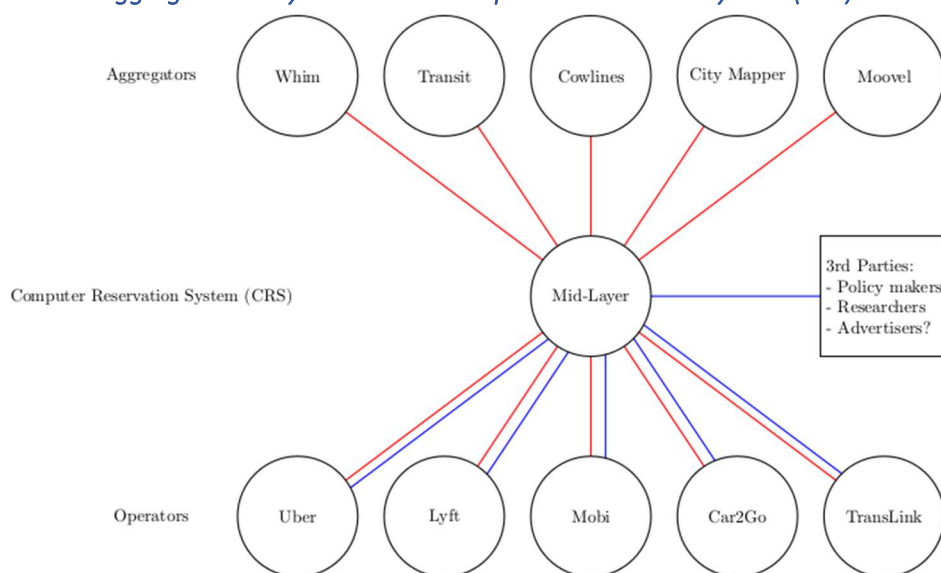 Aggregators
Whim
Transit
Cowlines
City Mapper
Moovel
Computer Reservation System (CRS)
Mid-Layer
3rd Parties:
- Policy makers
- Researchers
- Advertisers?
Operators
Uber
Lyft
Mobi
Car2Go
TransLink